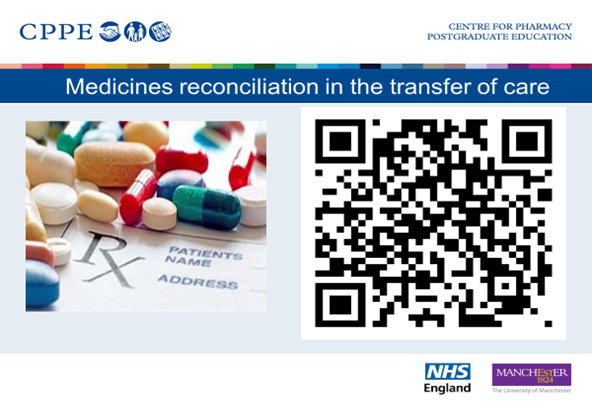 CPPE
CENTRE FOR PHARMACY
POSTGRADUATE EDUCATION
Medicines reconciliation in the transfer of care
Rx
PATIENTS
NAME
ADDRESS
NHS
England
MANCHESTER
1824
The University of Manchester